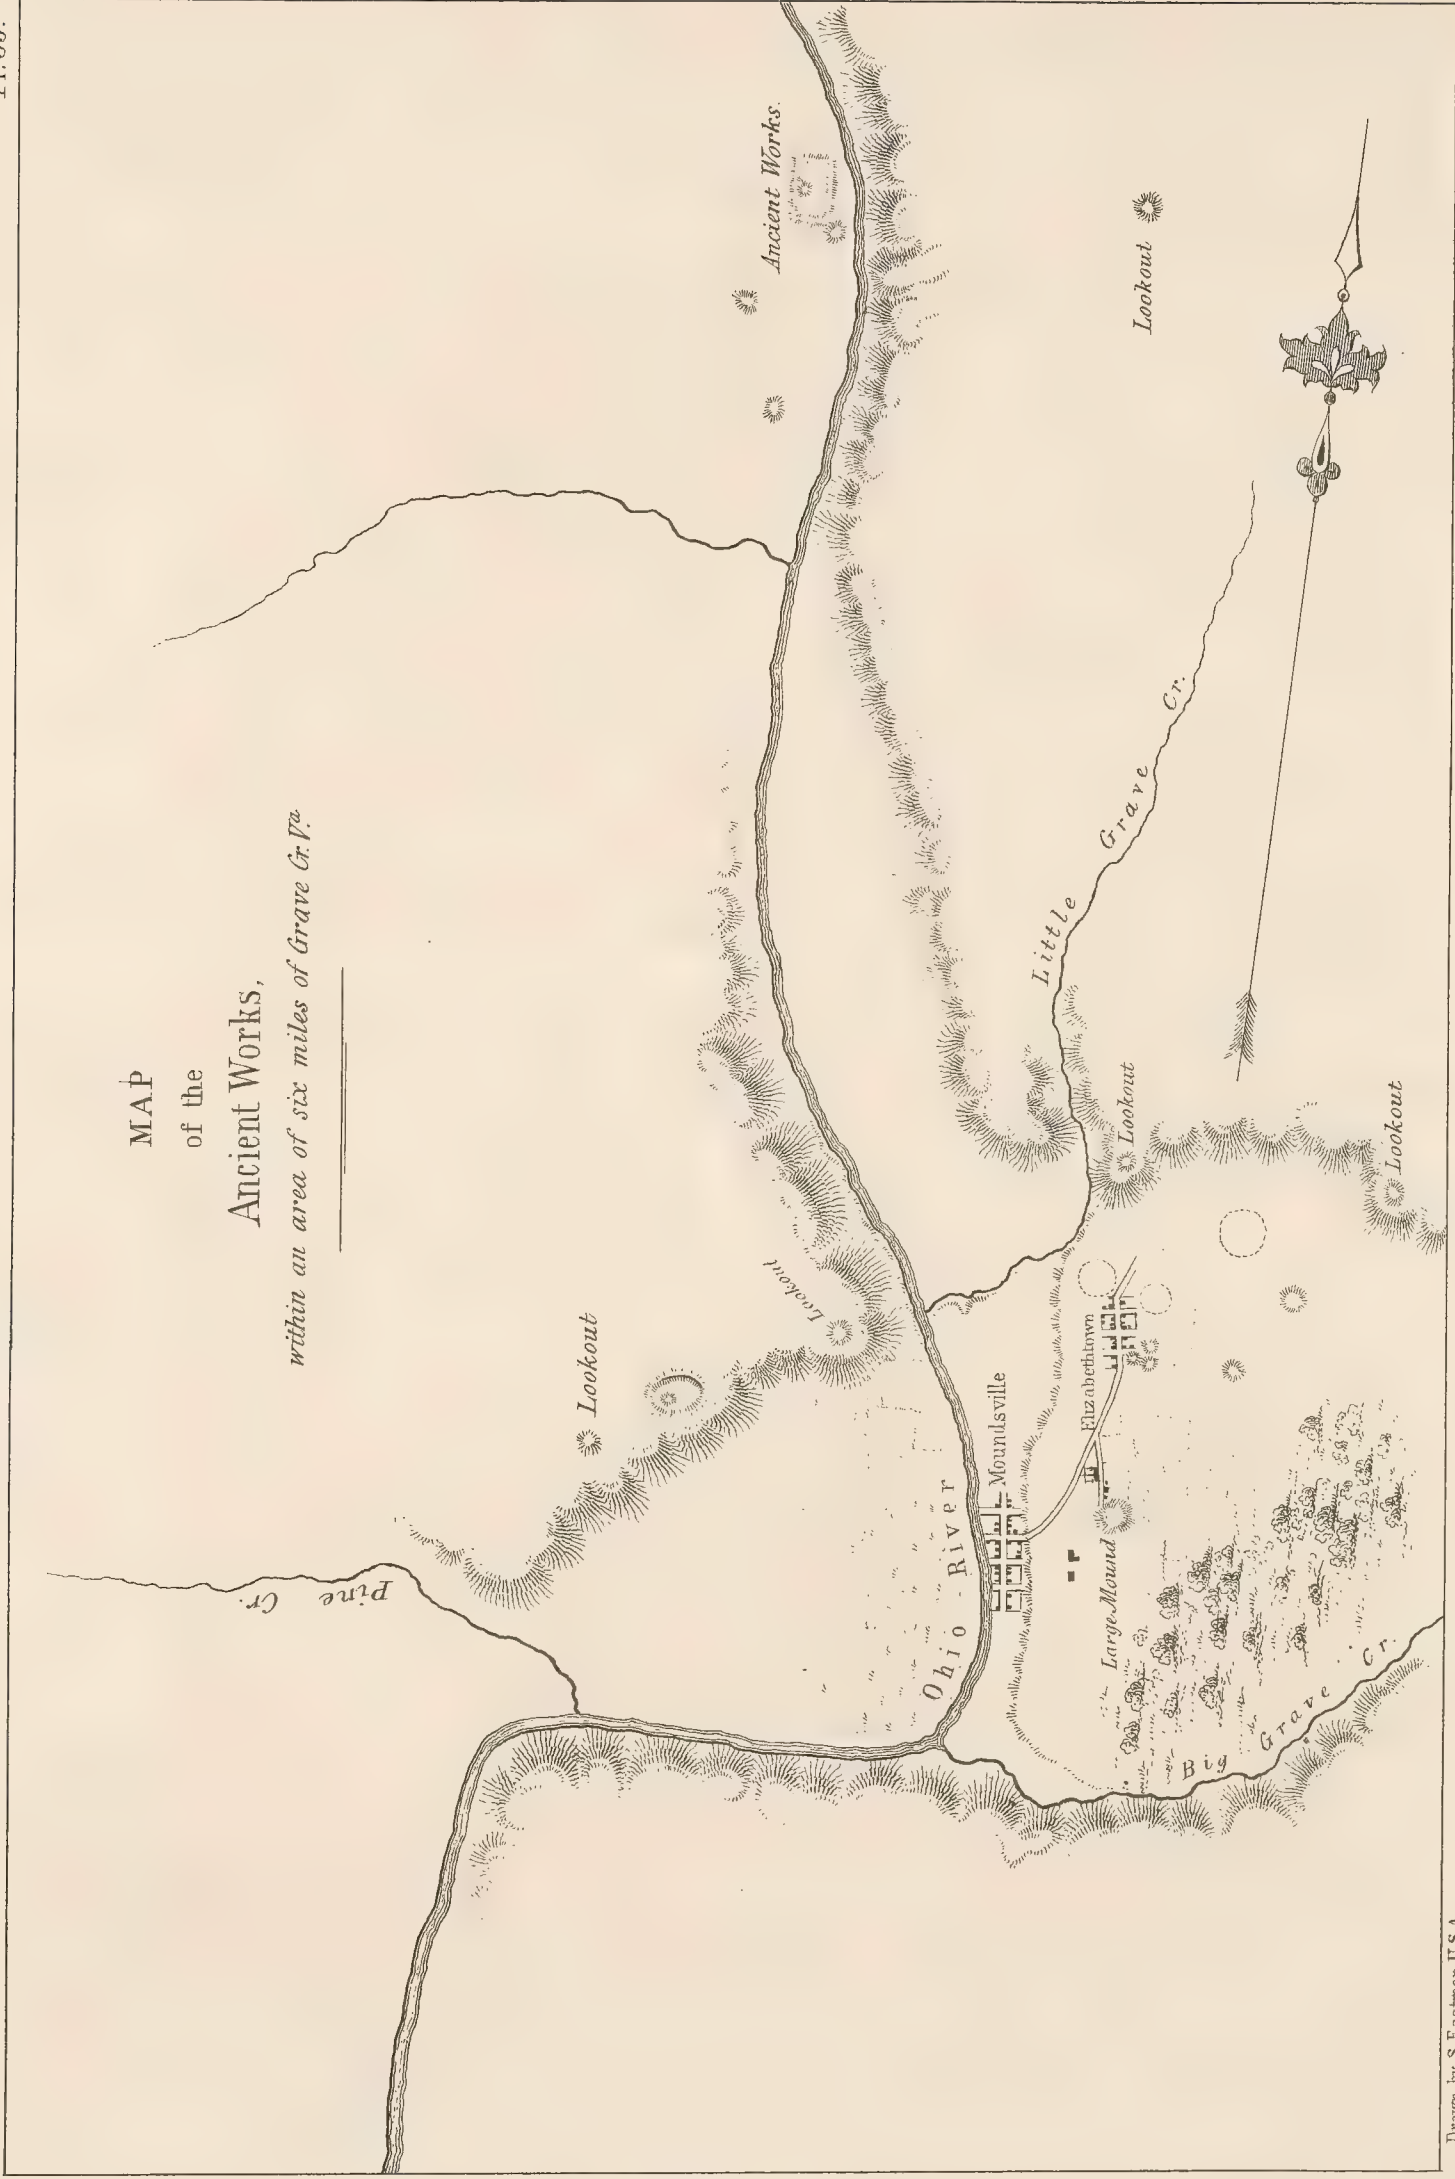 MAP
of the
Ancient Works,
within an area of six miles of Grave Cr. Va.
Ancient Works.
Lookout
Lookout
Lookout
Lookout
Lookout
Pine Cr.
Ohio River
Moundsville
Elizabethtown
Large Mound
Little Grave Cr.
Big Grave Cr.